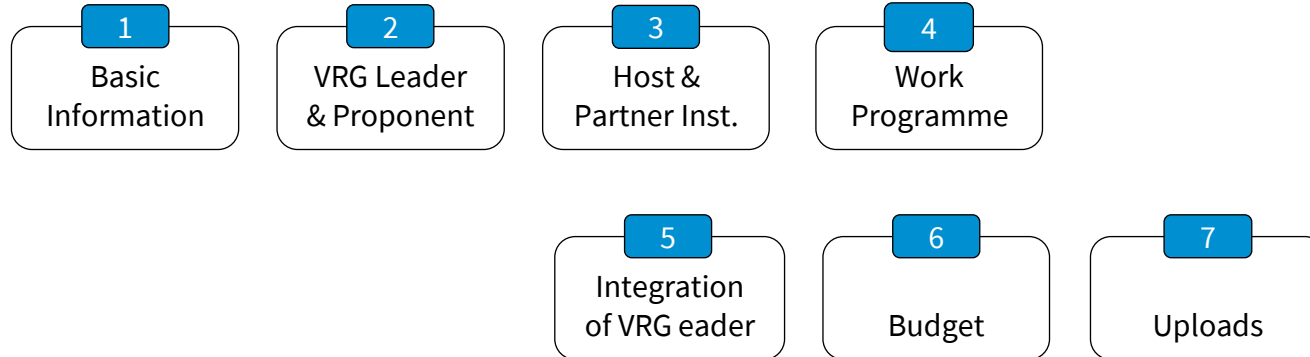 1
Basic
Information
2
VRG Leader
& Proponent
3
Host &
Partner Inst.
4
Work
Programme
5
Integration
of VRG eader
6
Budget
7
Uploads